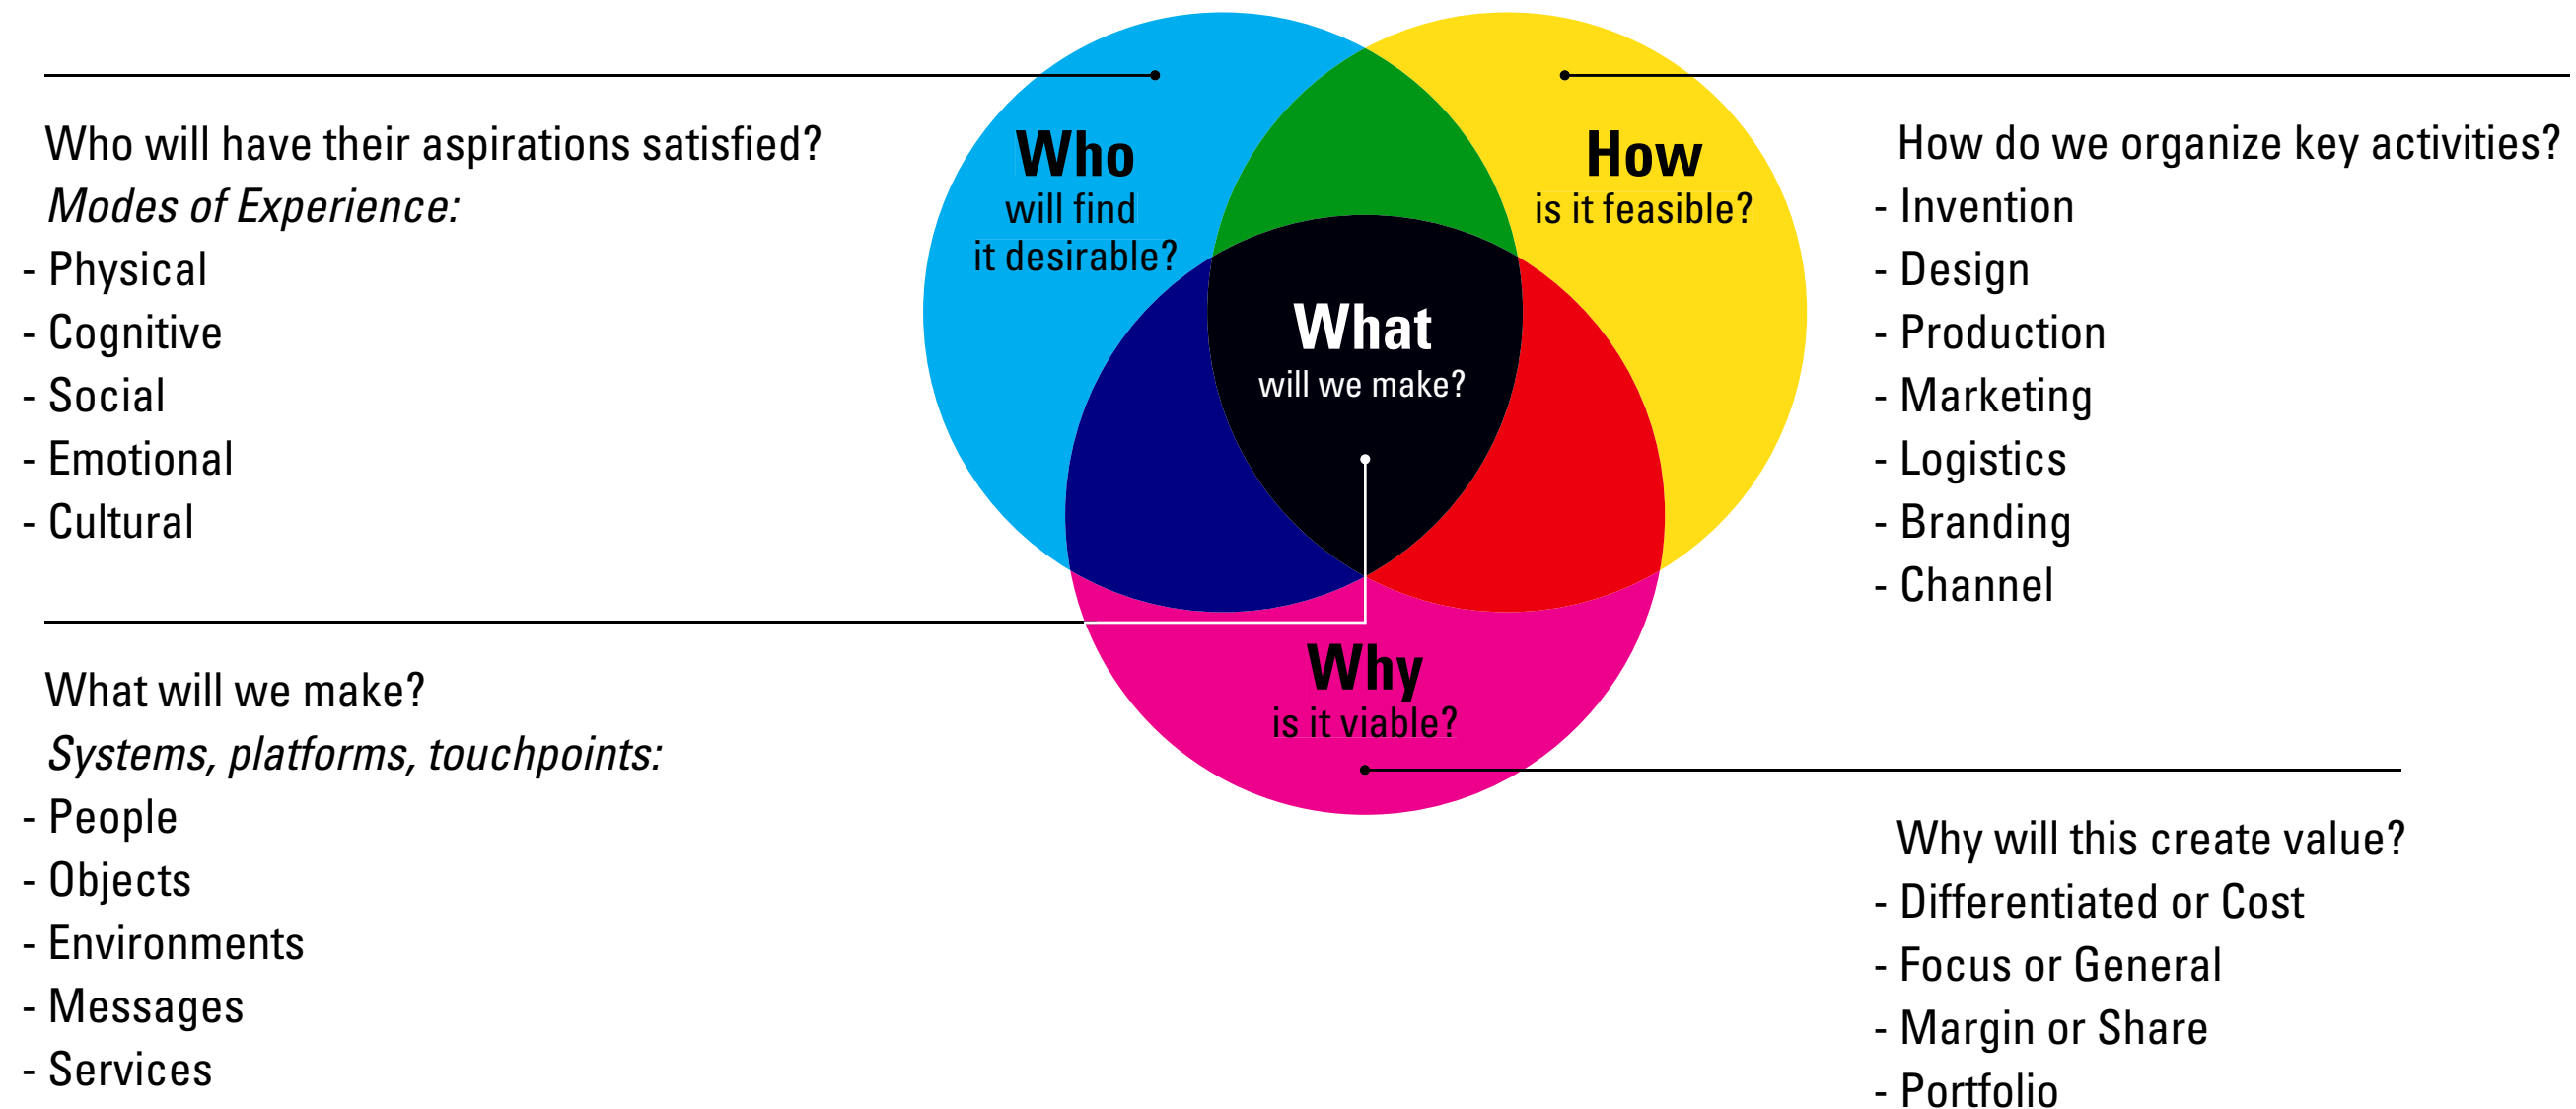 Who will have their aspirations satisfied?
Modes of Experience:
- Physical
- Cognitive
- Social
- Emotional
- Cultural
What will we make?
Systems, platforms, touchpoints:
- People
- Objects
- Environments
- Messages
- Services
Who
will find
it desirable?
How
is it feasible?
What
will we make?
Why
is it viable?
How do we organize key activities?
- Invention
- Design
- Production
- Marketing
- Logistics
- Branding
- Channel
Why will this create value?
- Differentiated or Cost
- Focus or General
- Margin or Share
- Portfolio